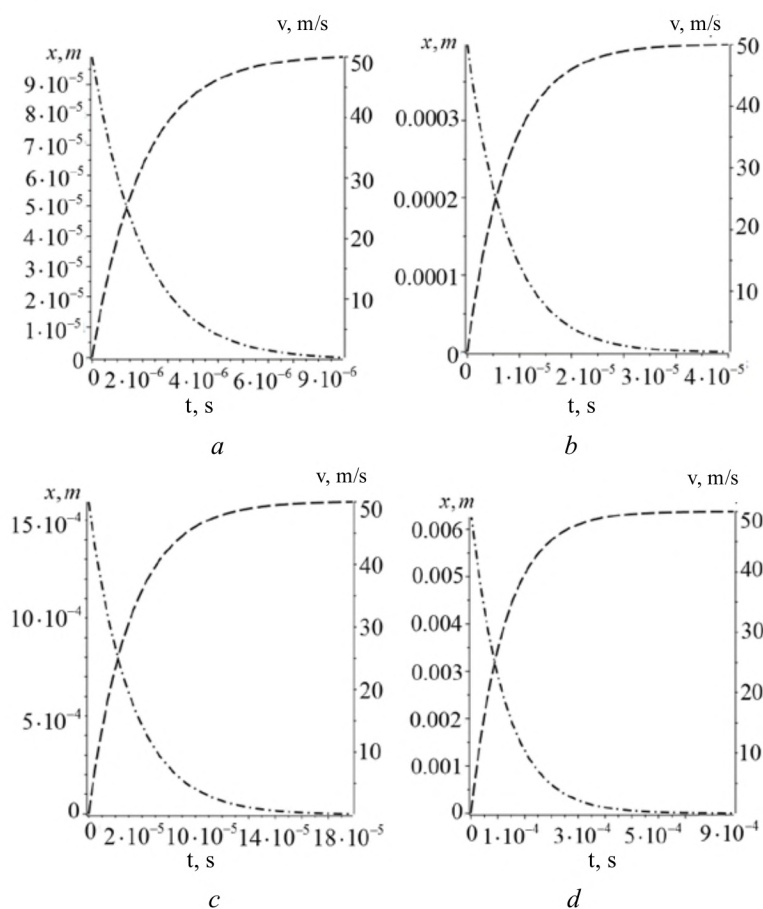 v, m/s
x, m
9·10⁻⁵
8·10⁻⁵
7·10⁻⁵
6·10⁻⁵
5·10⁻⁵
4·10⁻⁵
3·10⁻⁵
2·10⁻⁵
1·10⁻⁵
0
50
40
30
20
10
0 2·10⁻⁶ 4·10⁻⁶ 6·10⁻⁶ 9·10⁻⁶
t, s
a
v, m/s
x, m
0.0003
0.0002
0.0001
0
50
40
30
20
10
0 1·10⁻⁵ 2·10⁻⁵ 3·10⁻⁵ 4·10⁻⁵
t, s
b
v, m/s
x, m
15·10⁻⁴
10·10⁻⁴
5·10⁻⁴
0
50
40
30
20
10
0 2·10⁻⁵ 10·10⁻⁵ 14·10⁻⁵ 18·10⁻⁵
t, s
c
v, m/s
x, m
0.006
0.005
0.004
0.003
0.002
0.001
0
50
40
30
20
10
0 1·10⁻⁴ 3·10⁻⁴ 5·10⁻⁴ 9·10⁻⁴
t, s
d